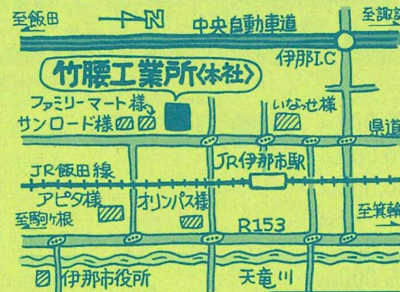 至飯田
N
中央自動車道
至諏訪
伊那I.C
竹腰工業所〈本社〉
ファミリーマート様
サンロード様
いなっせ様
県道
JR飯田線
JR伊那市駅
アピタ様
オリンパス様
至駒ヶ根
R153
至箕輪
伊那市役所
天竜川